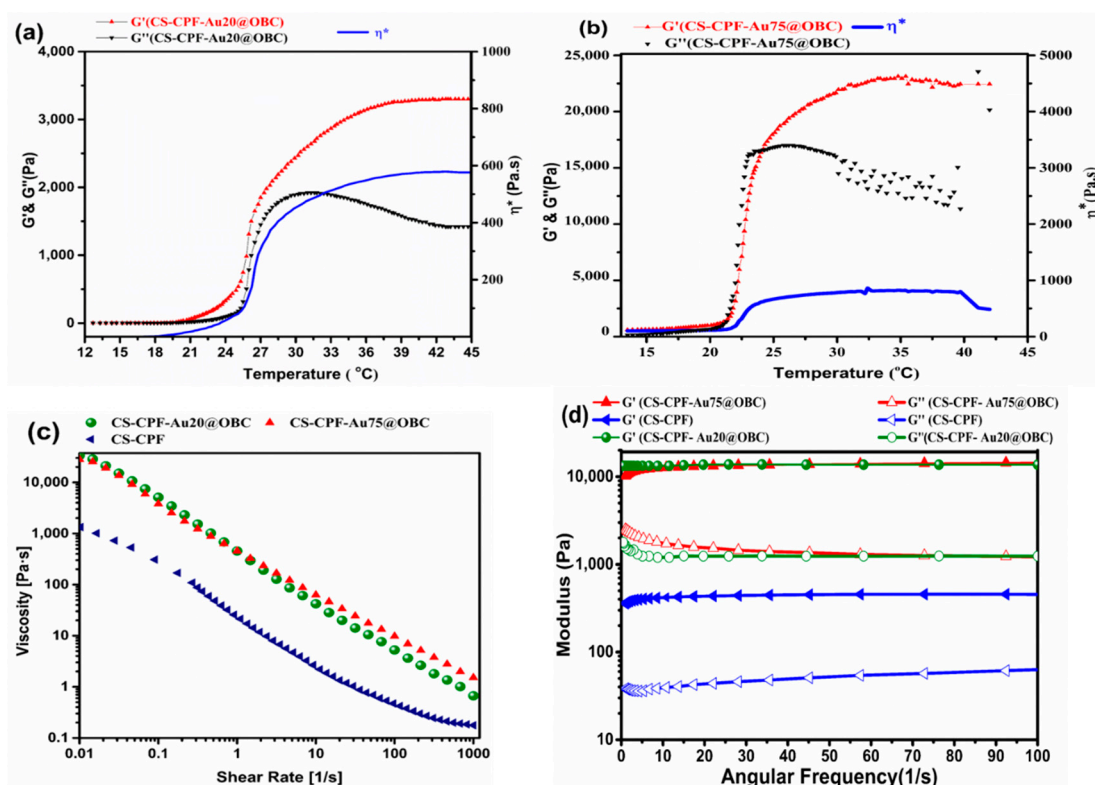 (a)
G'(CS-CPF-Au20@OBC)
G''(CS-CPF-Au20@OBC)
η*
4,000
3,000
2,000
1,000
0
G'& G''(Pa)
1000
800
600
400
200
η* (Pa.s)
12 15 18 21 24 27 30 33 36 39 42 45
Temperature ( °C)
(b)
G'(CS-CPF-Au75@OBC)
η*
G''(CS-CPF-Au75@OBC)
25,000
22,500
17,500
15,000
10,000
5,000
2,500
0
G' & G''(Pa)
5000
4000
3000
2000
1000
0
η* (Pa.s)
15 20 25 30 35 40 45
Temperature (°C)
(c)
CS-CPF-Au20@OBC
CS-CPF-Au75@OBC
CS-CPF
10,000
1,000
100
10
1
0.1
Viscosity [Pa·s]
0.01 0.1 1 10 100 1000
Shear Rate [1/s]
(d)
G' (CS-CPF-Au75@OBC)
G'' (CS-CPF-Au75@OBC)
G' (CS-CPF)
G'' (CS-CPF)
G' (CS-CPF- Au20@OBC)
G''(CS-CPF- Au20@OBC)
10,000
1,000
100
10
Modulus (Pa)
0 10 20 30 40 50 60 70 80 90 100
Angular Frequency(1/s)